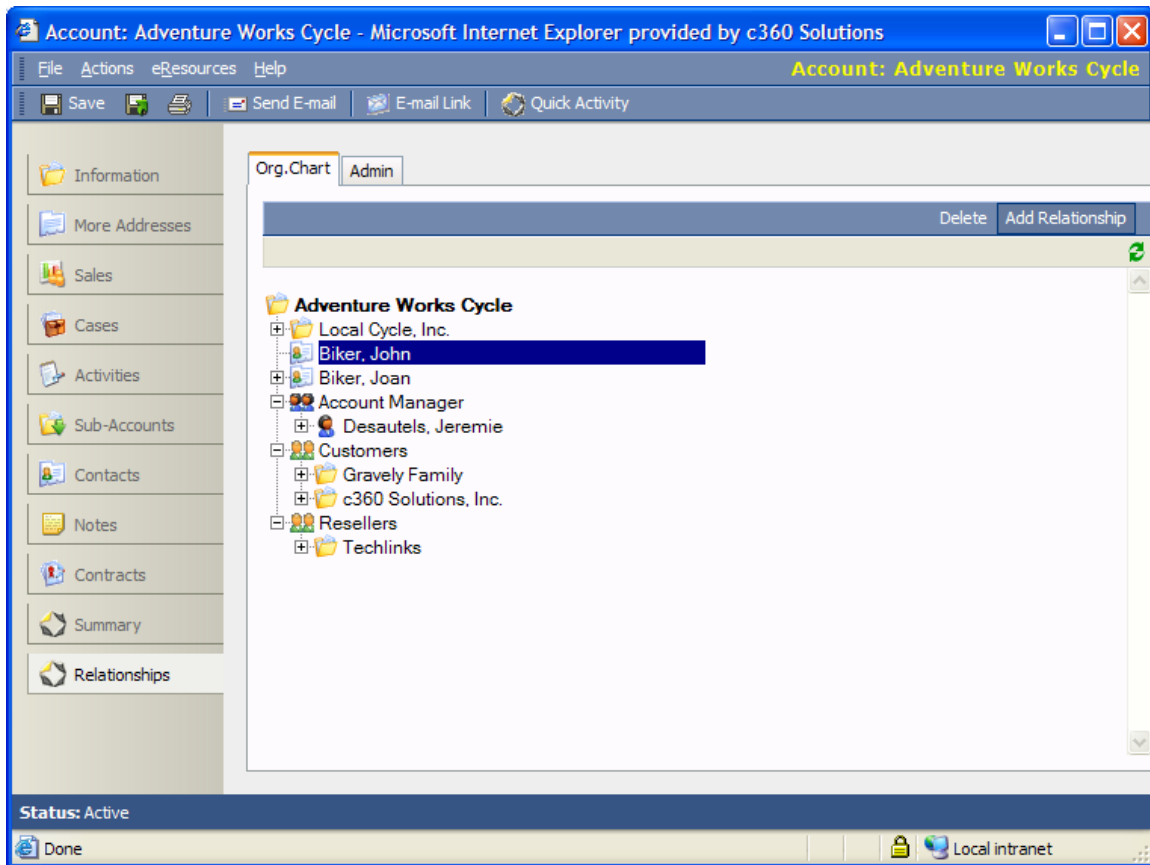 Account: Adventure Works Cycle - Microsoft Internet Explorer provided by c360 Solutions
File Actions eResources Help Account: Adventure Works Cycle
Save Send E-mail E-mail Link Quick Activity
Information
More Addresses
Sales
Cases
Activities
Sub-Accounts
Contacts
Notes
Contracts
Summary
Relationships
Org.Chart Admin
Delete Add Relationship
Adventure Works Cycle
Local Cycle, Inc.
Biker, John
Biker, Joan
Account Manager
Desautels, Jeremie
Customers
Gravely Family
c360 Solutions, Inc.
Resellers
Techlinks
Status: Active
Done Local intranet